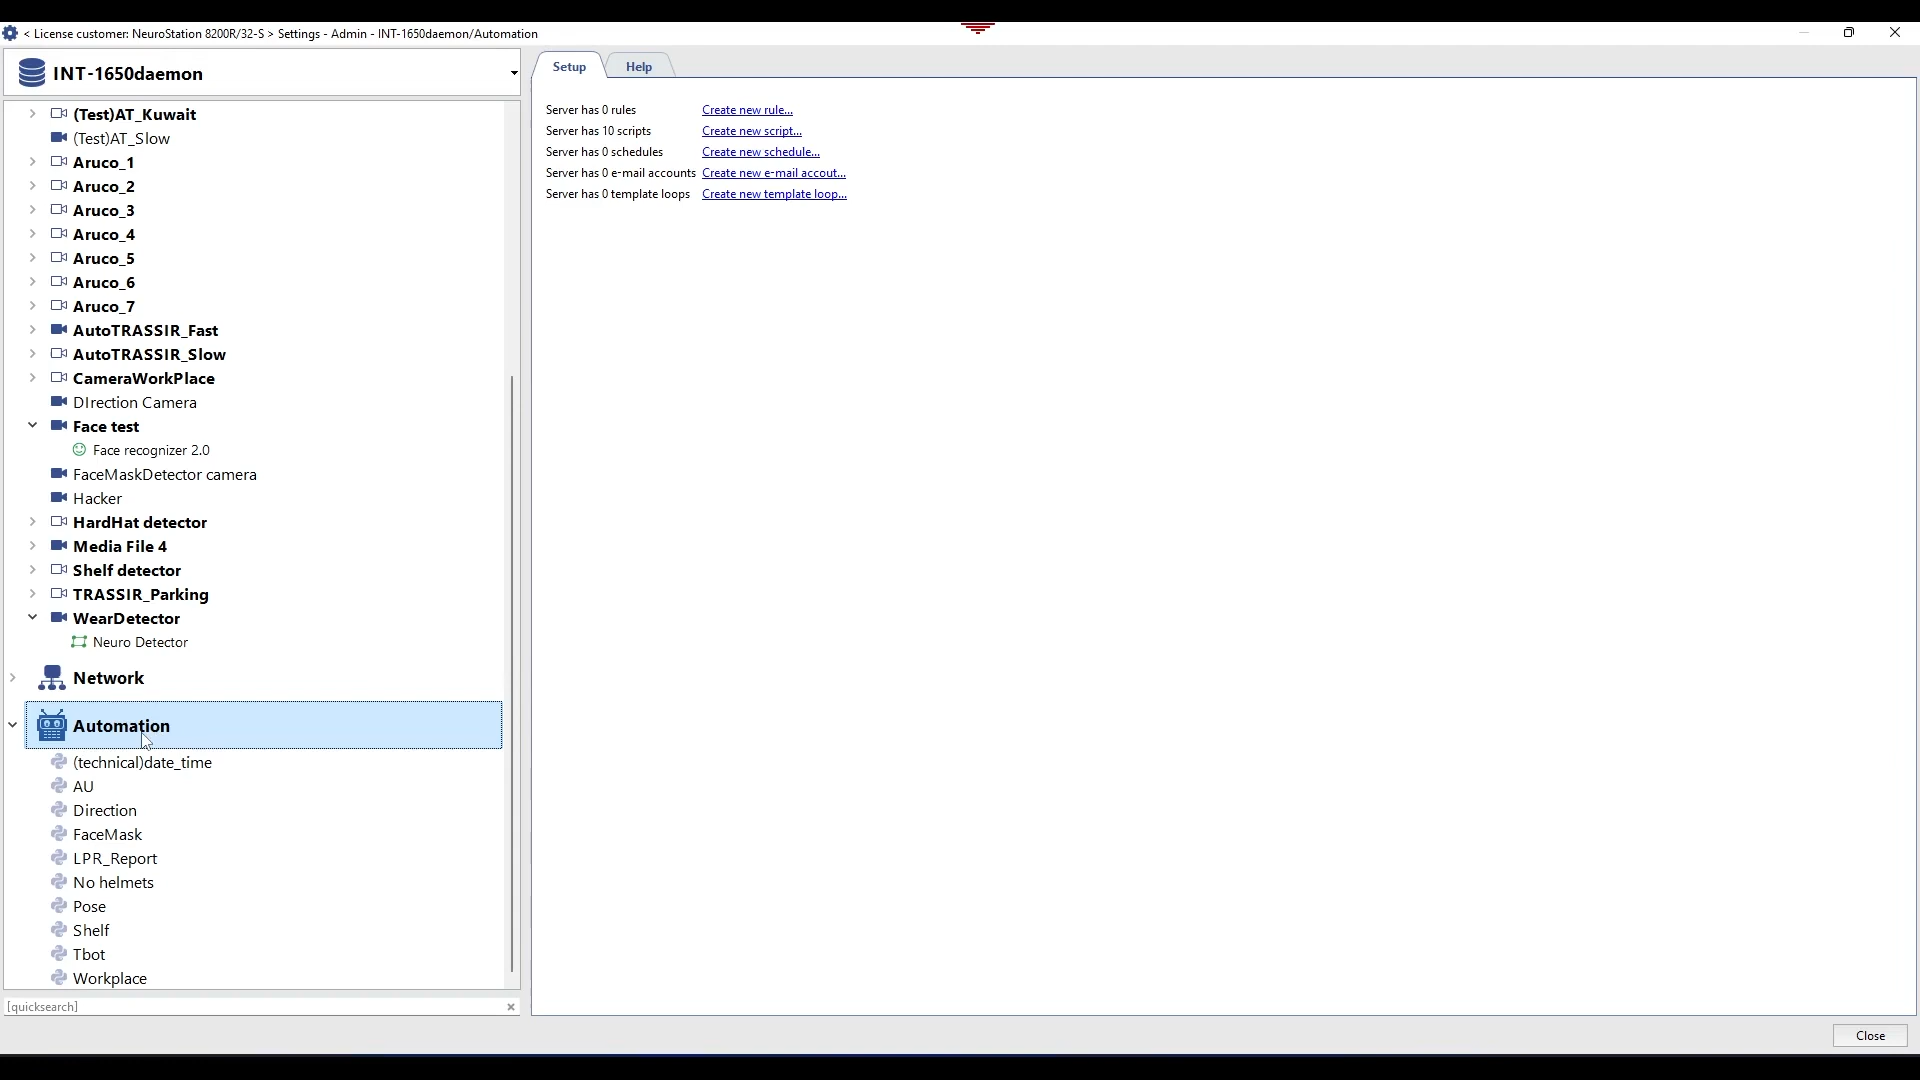 < License customer: NeuroStation 8200R/32-S > Settings - Admin - INT-1650daemon/Automation
INT-1650daemon
(Test)AT_Kuwait
(Test)AT_Slow
Aruco_1
Aruco_2
Aruco_3
Aruco_4
Aruco_5
Aruco_6
Aruco_7
AutoTRASSIR_Fast
AutoTRASSIR_Slow
CameraWorkPlace
DIrection Camera
Face test
Face recognizer 2.0
FaceMaskDetector camera
Hacker
HardHat detector
Media File 4
Shelf detector
TRASSIR_Parking
WearDetector
Neuro Detector
Network
Automation
(technical)date_time
AU
Direction
FaceMask
LPR_Report
No helmets
Pose
Shelf
Tbot
Workplace
[quicksearch]
Setup Help
Server has 0 rules Create new rule...
Server has 10 scripts Create new script...
Server has 0 schedules Create new schedule...
Server has 0 e-mail accounts Create new e-mail accout...
Server has 0 template loops Create new template loop...
Close